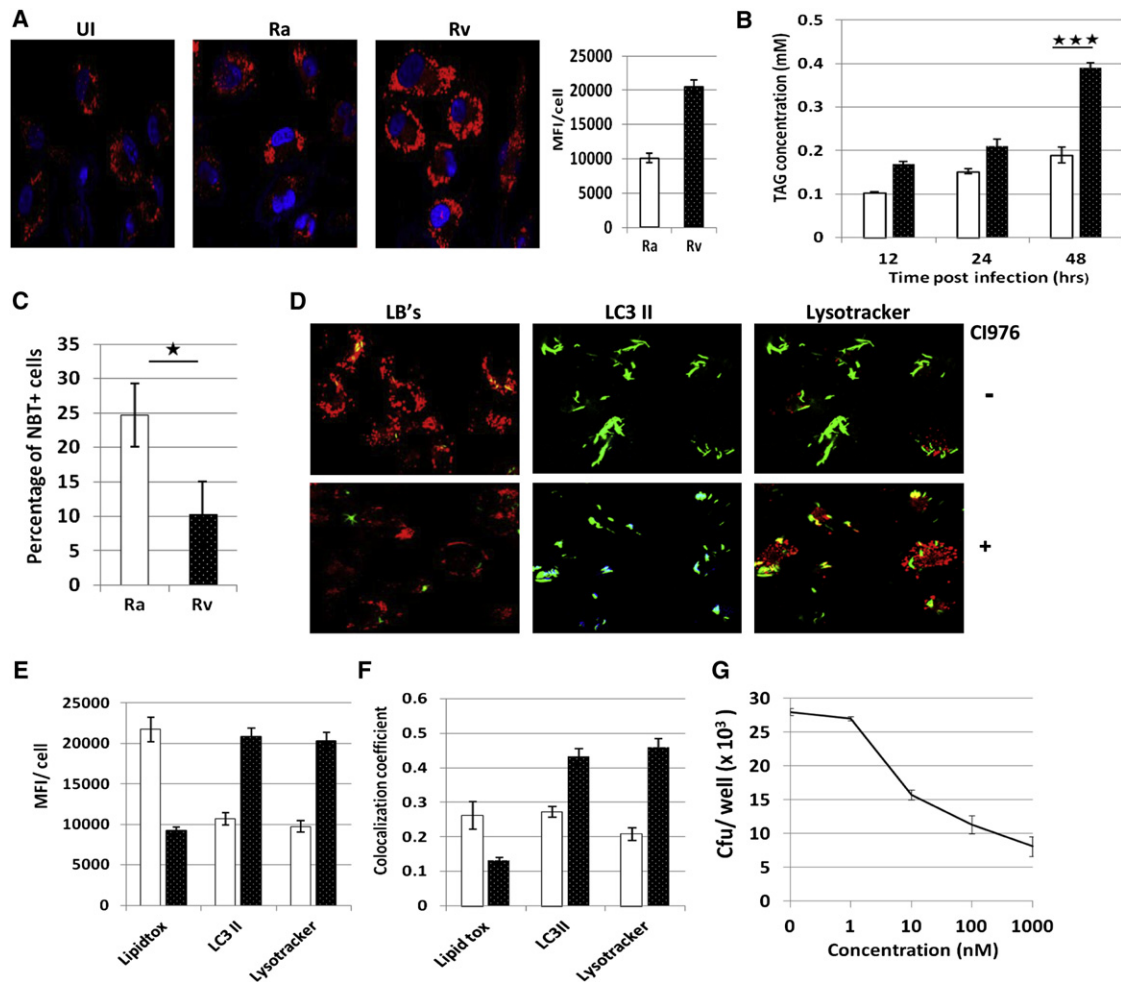 A
UI
Ra
Rv
MFI/cell
25000
20000
15000
10000
5000
0
Ra
Rv
B
★★★
TAG concentration (mM)
0.5
0.4
0.3
0.2
0.1
0
12
24
48
Time post infection (hrs)
C
★
Percentage of NBT+ cells
35
30
25
20
15
10
5
0
Ra
Rv
D
LB's
LC3 II
Lysotracker
CI976
-
+
E
MFI/ cell
25000
20000
15000
10000
5000
0
Lipidtox
LC3 II
Lysotracker
F
Colocalization coefficient
0.6
0.5
0.4
0.3
0.2
0.1
0
Lipid tox
LC3II
Lysotracker
G
Cfu/ well (x 10³)
30
25
20
15
10
5
0
0
1
10
100
1000
Concentration (nM)